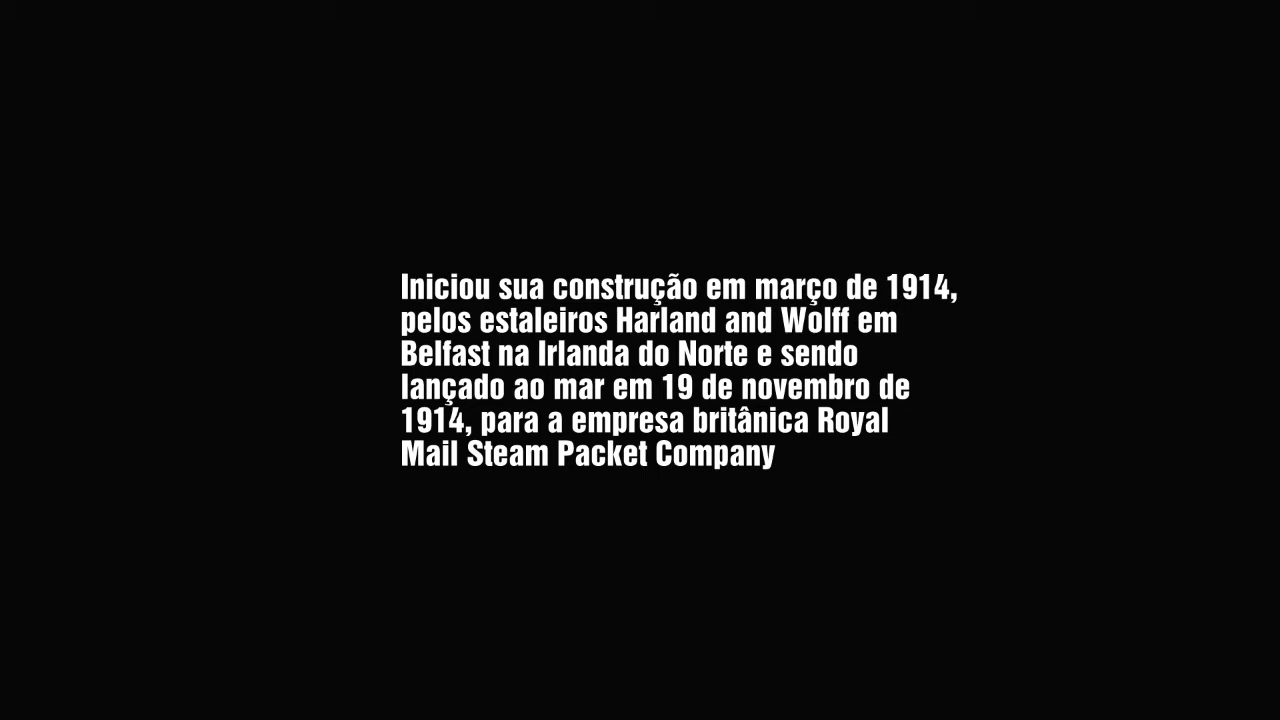 Iniciou sua construção em março de 1914,
pelos estaleiros Harland and Wolff em
Belfast na Irlanda do Norte e sendo
lançado ao mar em 19 de novembro de
1914, para a empresa britânica Royal
Mail Steam Packet Company